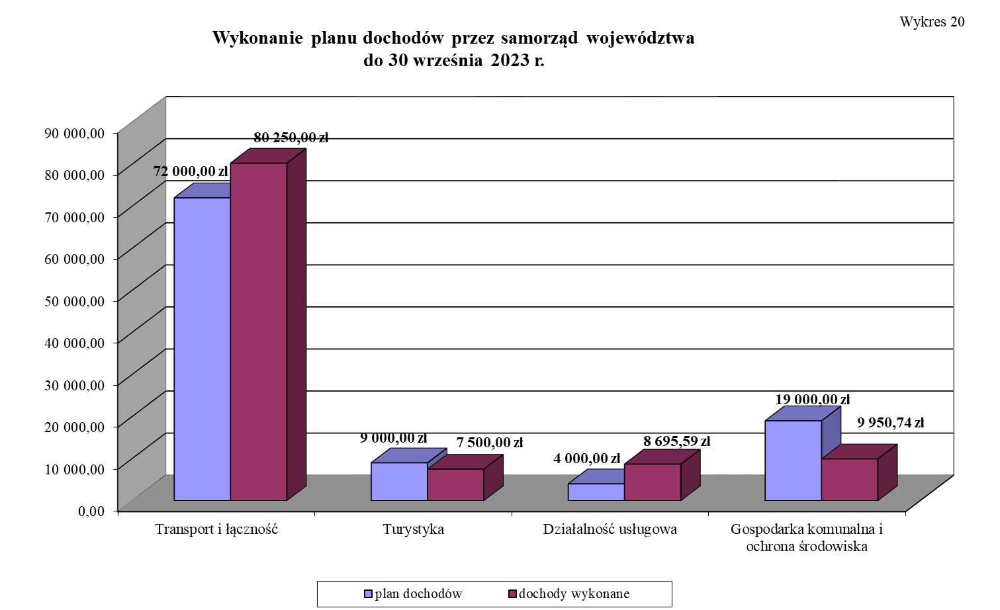 Wykres 20
Wykonanie planu dochodów przez samorząd województwa
do 30 września 2023 r.
90 000,00
80 000,00
70 000,00
60 000,00
50 000,00
40 000,00
30 000,00
20 000,00
10 000,00
0,00
72 000,00 zł
80 250,00 zł
9 000,00 zł
7 500,00 zł
4 000,00 zł
8 695,59 zł
19 000,00 zł
9 950,74 zł
Transport i łączność
Turystyka
Działalność usługowa
Gospodarka komunalna i
ochrona środowiska
plan dochodów
dochody wykonane